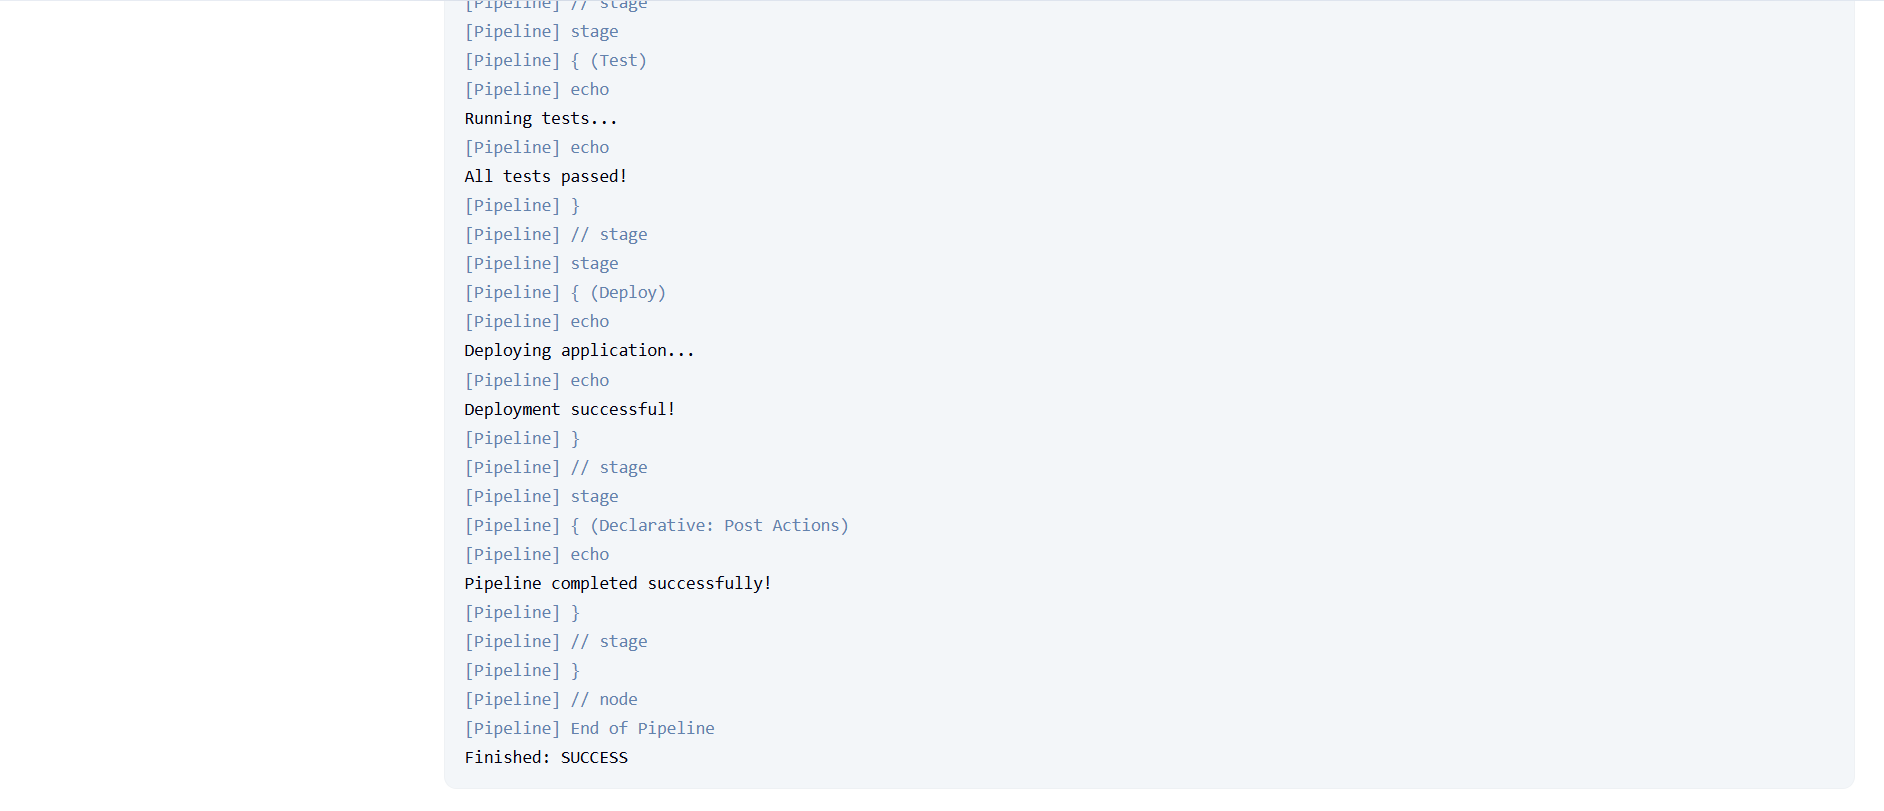 [Pipeline] // stage
[Pipeline] stage
[Pipeline] { (Test)
[Pipeline] echo
Running tests...
[Pipeline] echo
All tests passed!
[Pipeline] }
[Pipeline] // stage
[Pipeline] stage
[Pipeline] { (Deploy)
[Pipeline] echo
Deploying application...
[Pipeline] echo
Deployment successful!
[Pipeline] }
[Pipeline] // stage
[Pipeline] stage
[Pipeline] { (Declarative: Post Actions)
[Pipeline] echo
Pipeline completed successfully!
[Pipeline] }
[Pipeline] // stage
[Pipeline] }
[Pipeline] // node
[Pipeline] End of Pipeline
Finished: SUCCESS